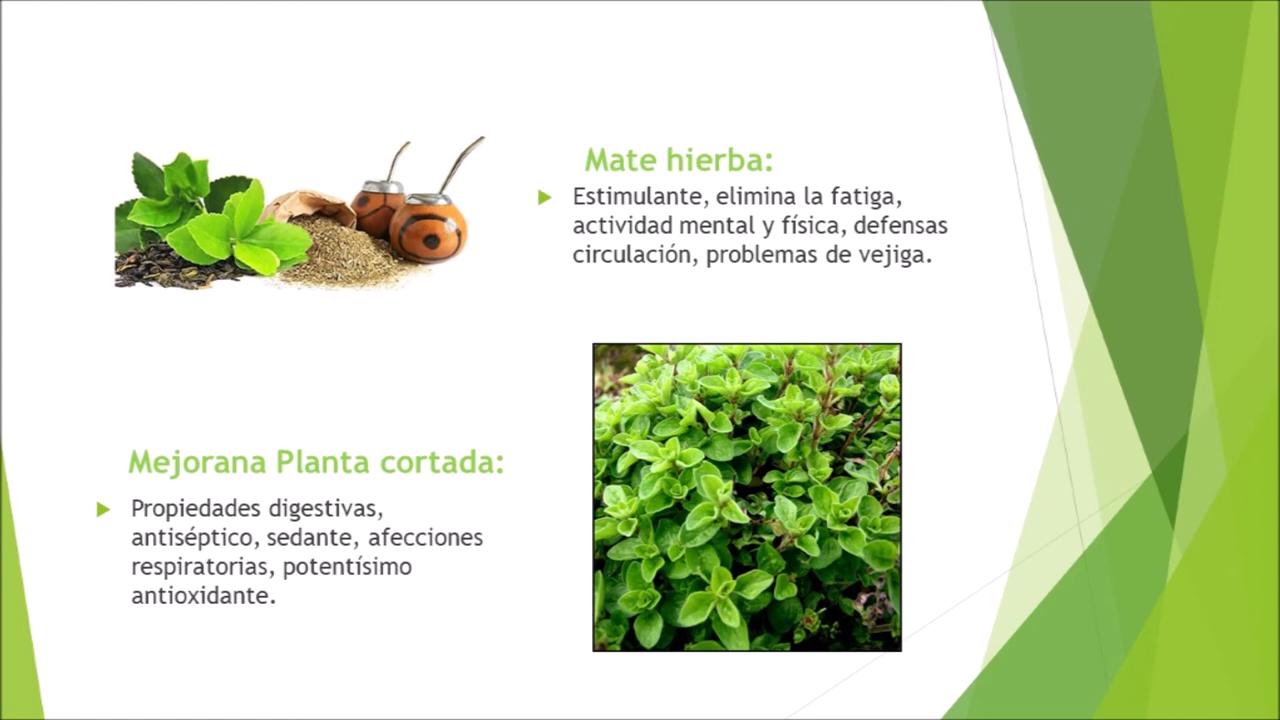 Mate hierba:
Estimulante, elimina la fatiga,
actividad mental y física, defensas
circulación, problemas de vejiga.
Mejorana Planta cortada:
Propiedades digestivas,
antiséptico, sedante, afecciones
respiratorias, potentísimo
antioxidante.